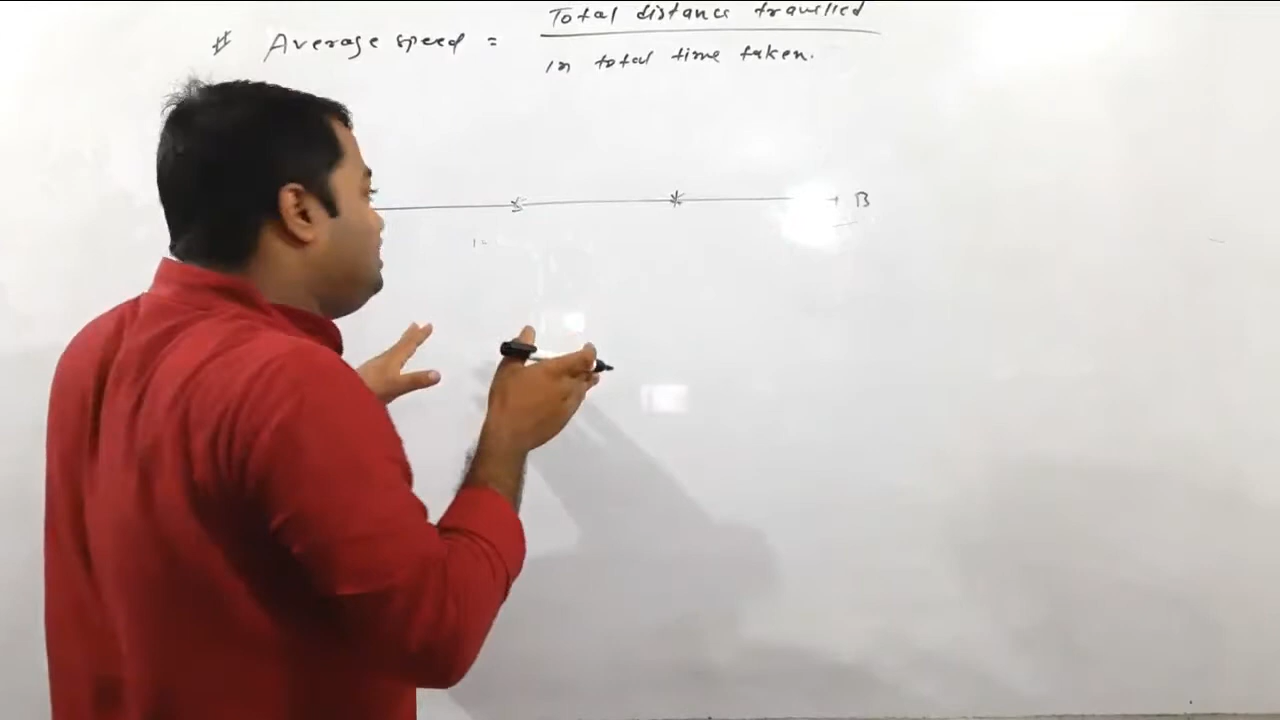 # Average speed = Total distance travelled
in total time taken.
B